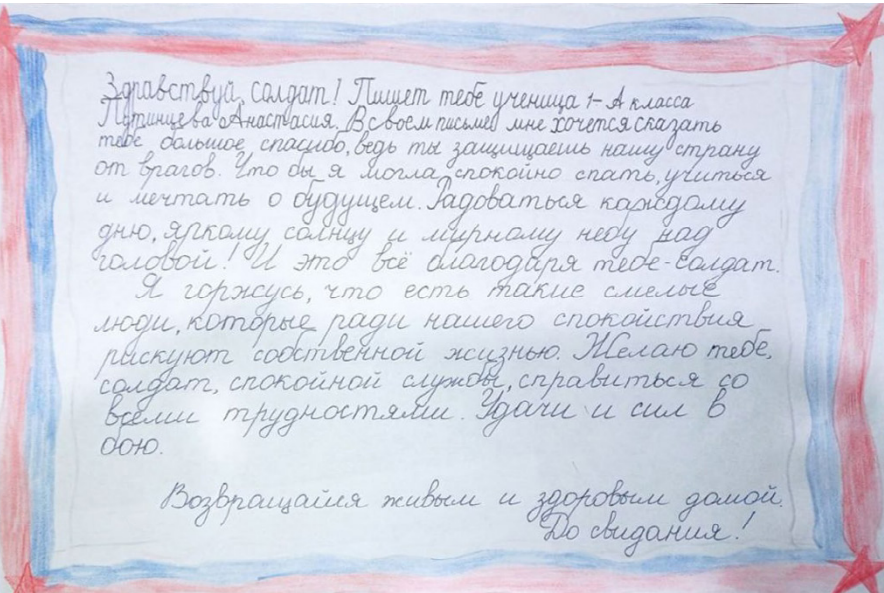 Здравствуй, солдат! Пишет тебе ученица 1-А класса
Анастасия. В своем письме мне хочется сказать
тебе большое спасибо, ведь ты защищаешь нашу страну
от врагов. Что бы я могла спокойно спать, учиться
и мечтать о будущем. Радоваться каждому
дню, яркому солнцу и мирному небу над
головой! И это всё благодаря тебе - солдат.
Я горжусь, что есть такие смелые
люди, которые ради нашего спокойствия
рискуют собственной жизнью. Желаю тебе,
солдат, спокойной службы, справиться со
всеми трудностями. Удачи и сил в
бою.
Возвращайся живым и здоровым домой.
До свидания!